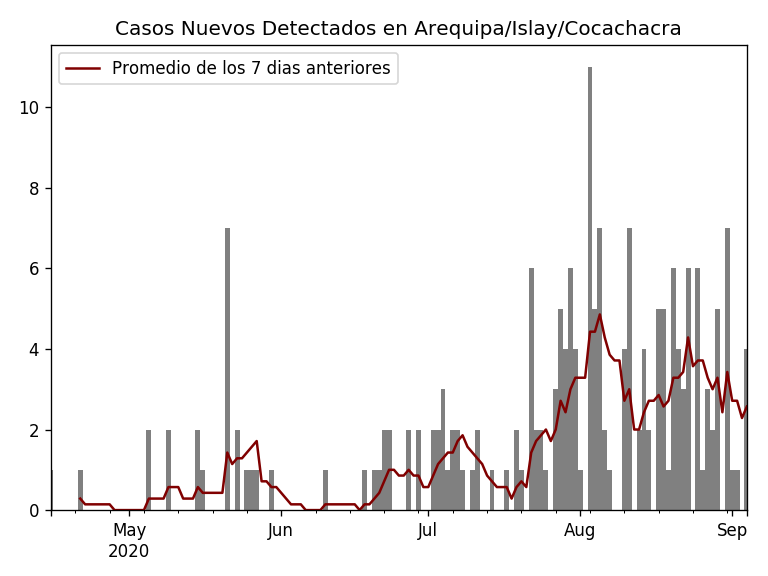 Casos Nuevos Detectados en Arequipa/Islay/Cocachacra
Promedio de los 7 dias anteriores
10
8
6
4
2
0
May Jun Jul Aug Sep
2020